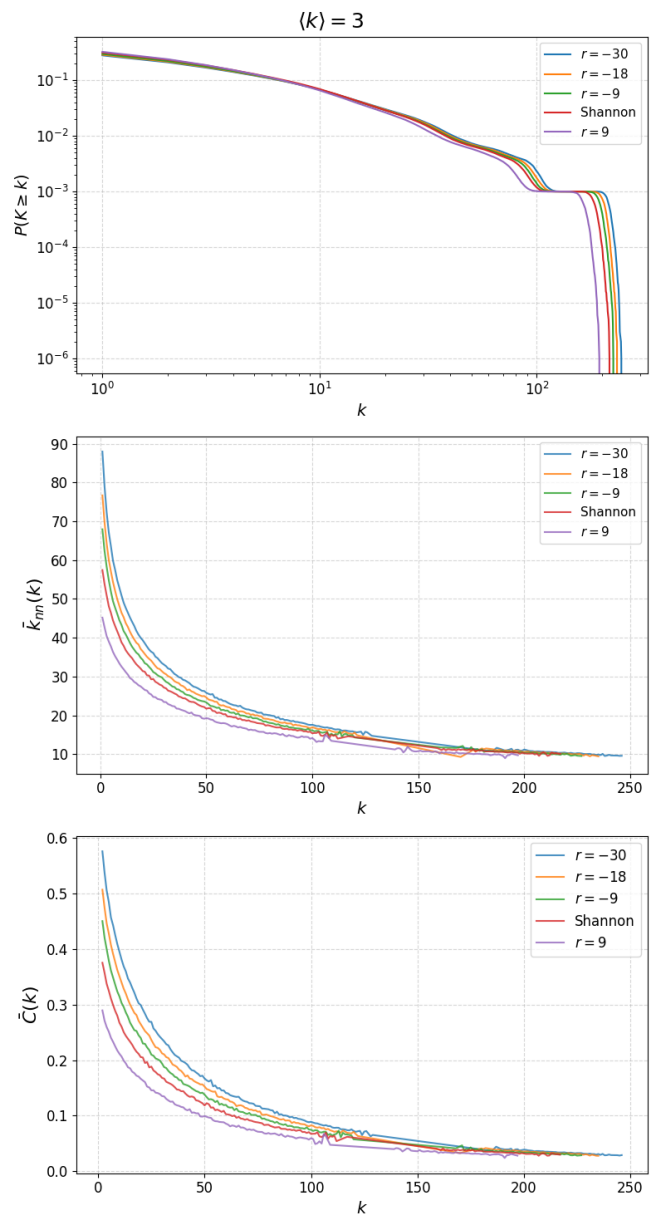 ⟨k⟩ = 3
P(K ≥ k)
10⁻¹
10⁻²
10⁻³
10⁻⁴
10⁻⁵
10⁻⁶
r = −30
r = −18
r = −9
Shannon
r = 9
10⁰ 10¹ 10²
k
k̄ₙₙ(k)
90
80
70
60
50
40
30
20
10
r = −30
r = −18
r = −9
Shannon
r = 9
0 50 100 150 200 250
k
C̄(k)
0.6
0.5
0.4
0.3
0.2
0.1
0.0
r = −30
r = −18
r = −9
Shannon
r = 9
0 50 100 150 200 250
k